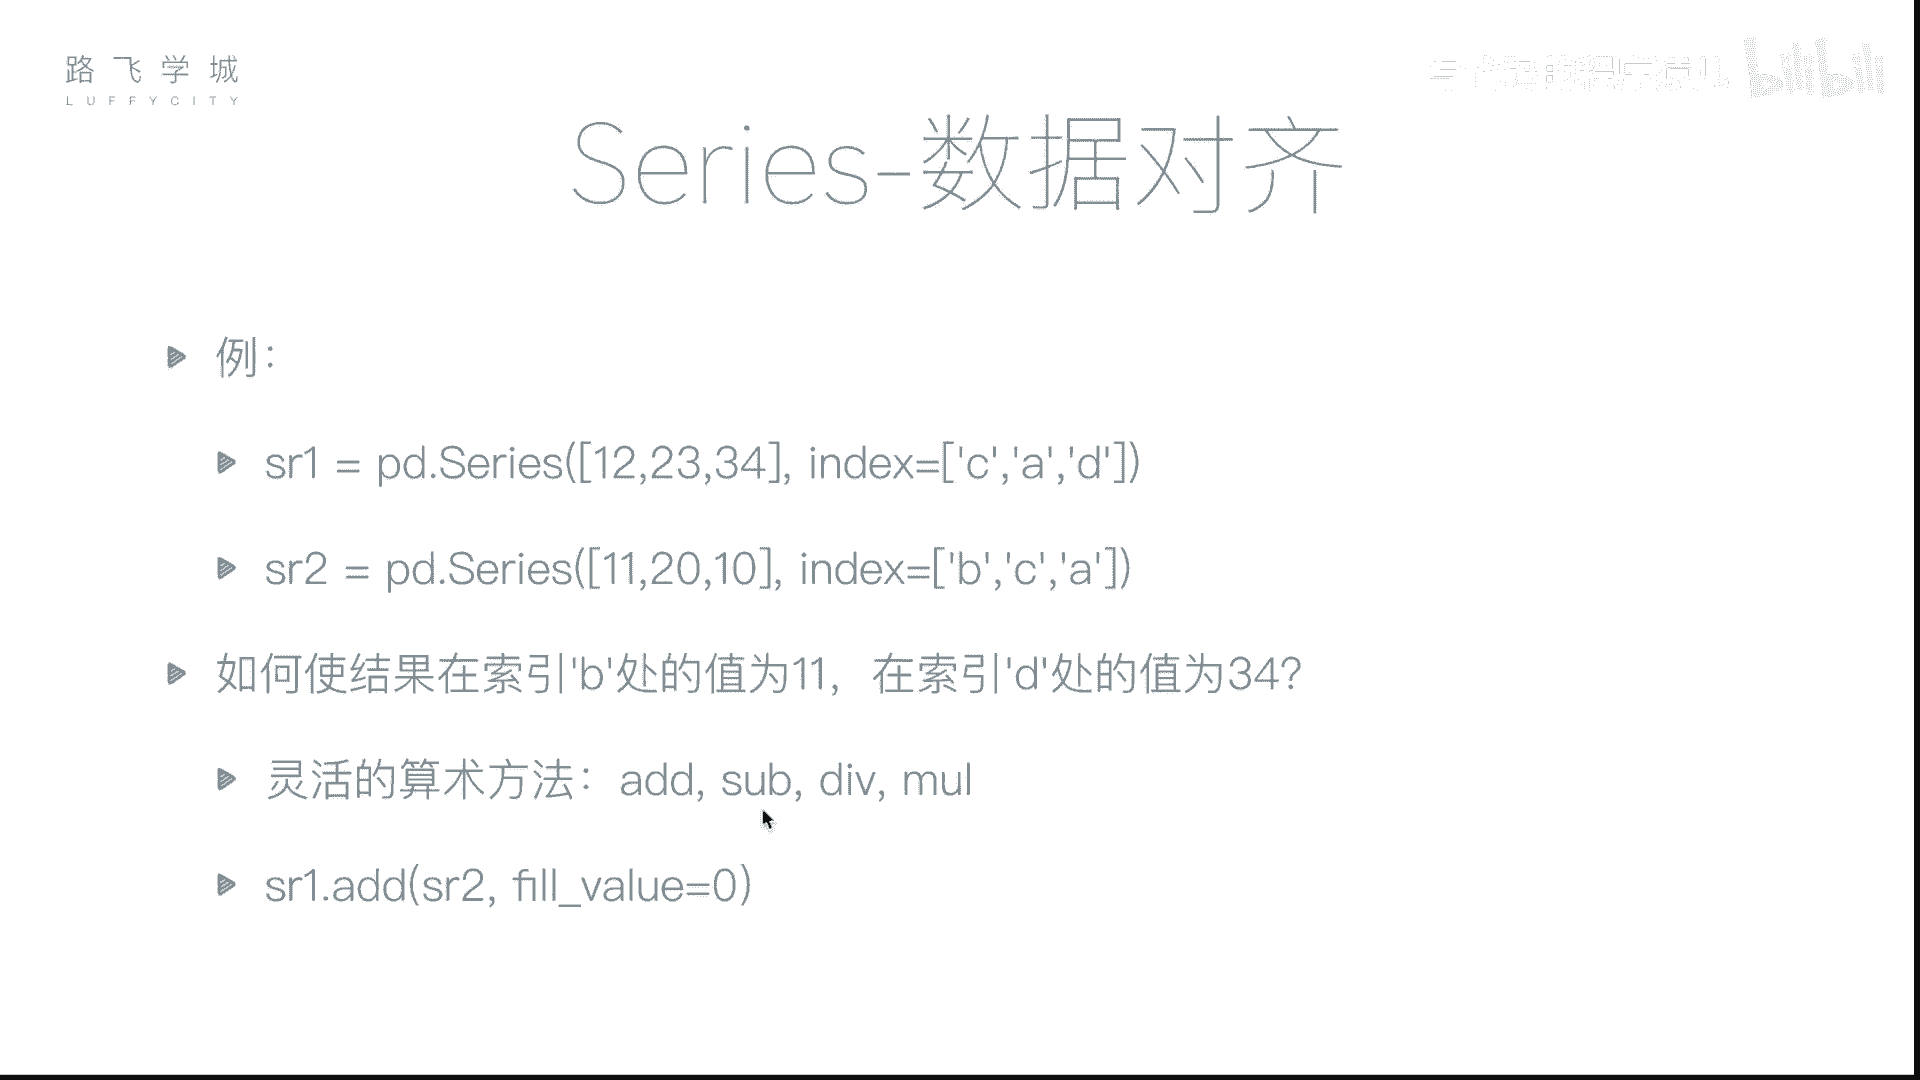 路飞学城
LUFFYCITY
bilibili
Series-数据对齐
例：
sr1 = pd.Series([12,23,34], index=['c','a','d'])
sr2 = pd.Series([11,20,10], index=['b','c','a'])
如何使结果在索引'b'处的值为11，在索引'd'处的值为34？
灵活的算术方法：add, sub, div, mul
sr1.add(sr2, fill_value=0)